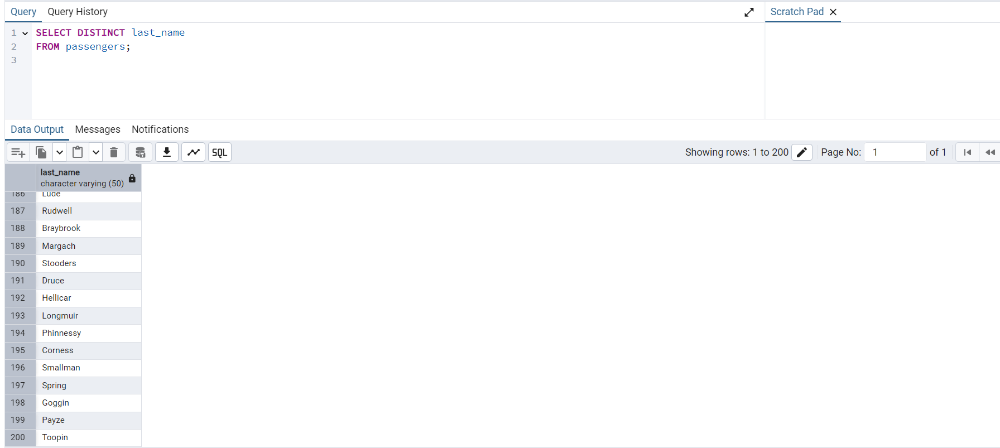 Query Query History Scratch Pad
1 SELECT DISTINCT last_name
2 FROM passengers;
3
Data Output Messages Notifications
SQL Showing rows: 1 to 200 Page No: 1 of 1
last_name
character varying (50)
186 Lude
187 Rudwell
188 Braybrook
189 Margach
190 Stooders
191 Druce
192 Hellicar
193 Longmuir
194 Phinnessy
195 Corness
196 Smallman
197 Spring
198 Goggin
199 Payze
200 Toopin